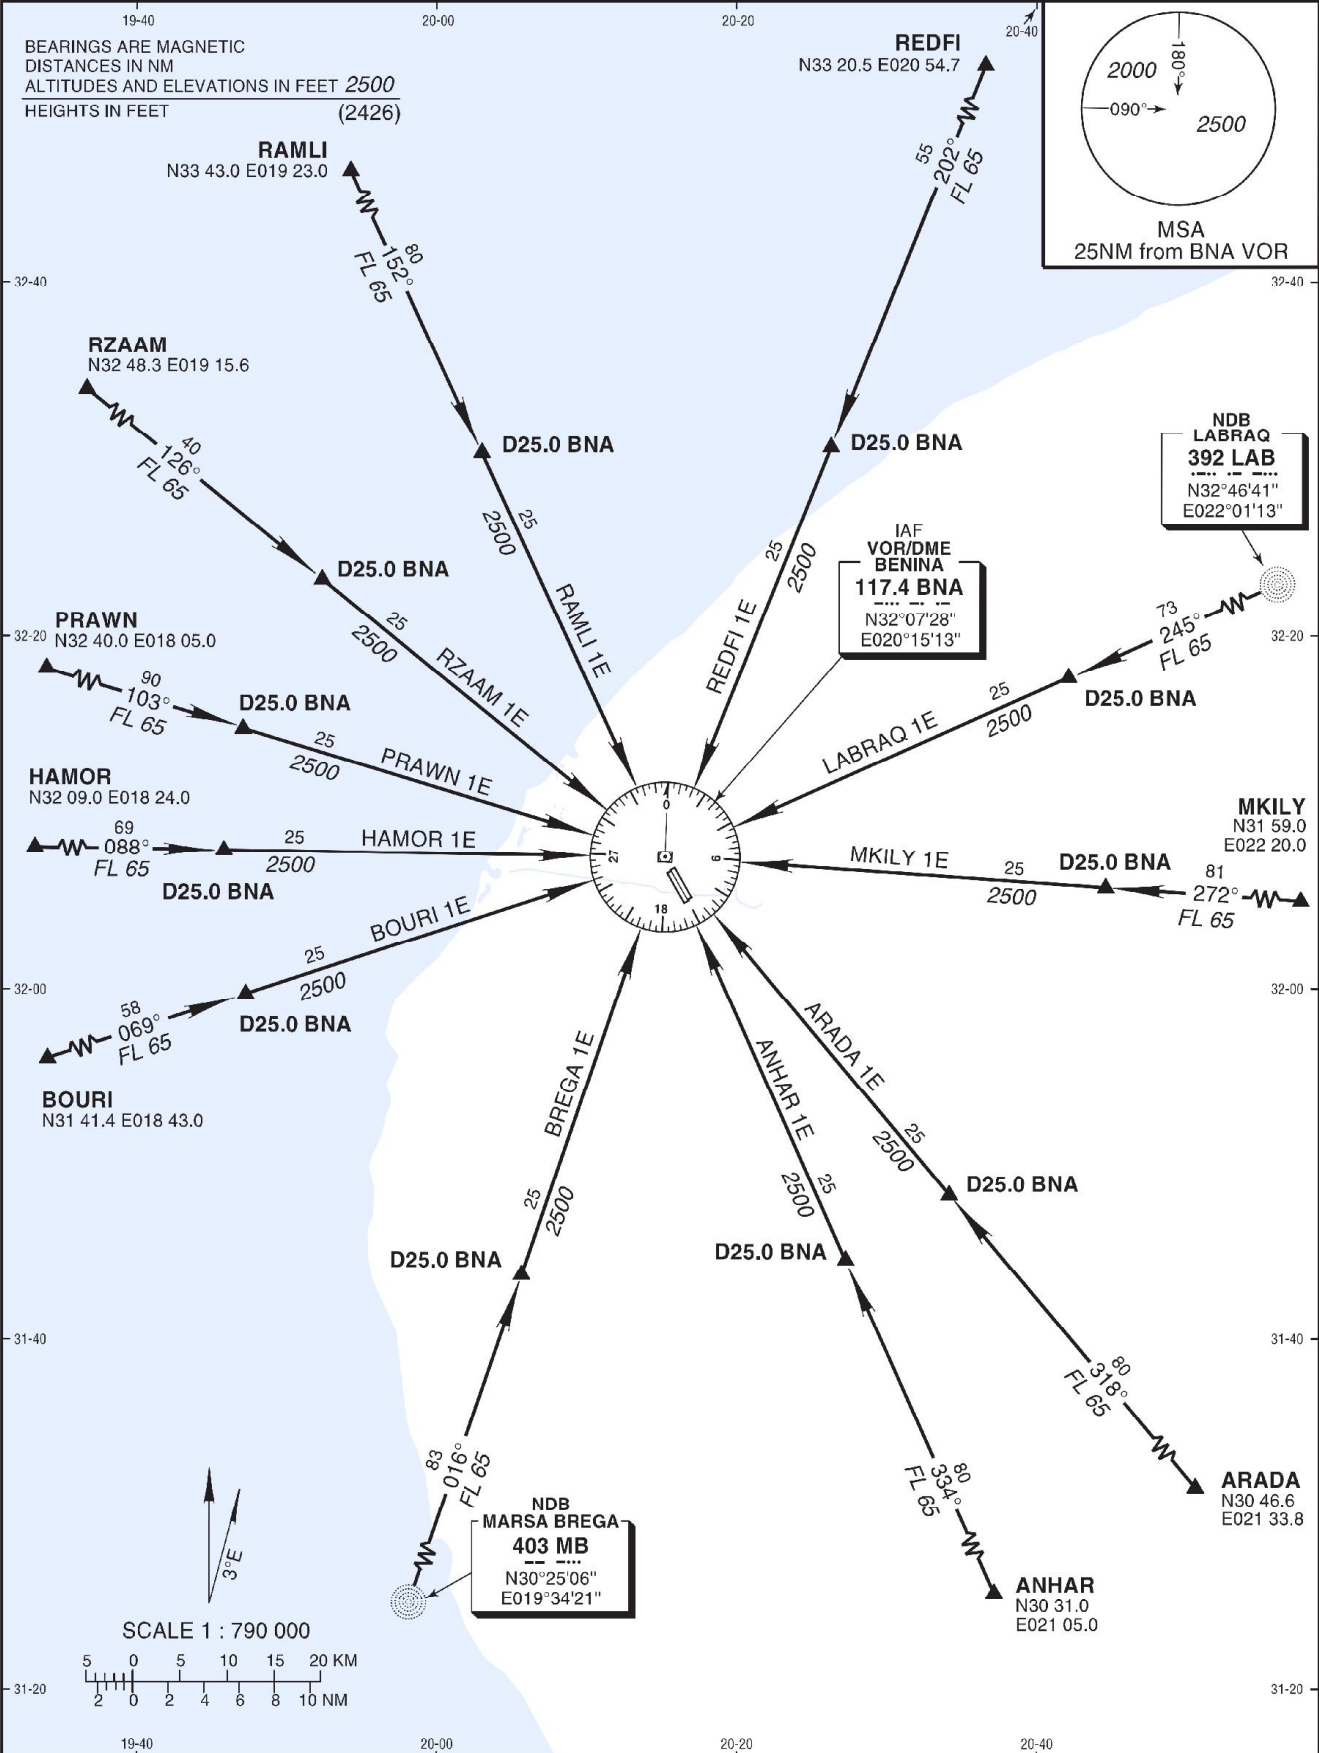 19-40
20-00
20-20
20-40
BEARINGS ARE MAGNETIC
DISTANCES IN NM
ALTITUDES AND ELEVATIONS IN FEET 2500
HEIGHTS IN FEET (2426)
REDFI
N33 20.5 E020 54.7
55
202°
FL 65
180°
2000
090°
2500
MSA
25NM from BNA VOR
RAMLI
N33 43.0 E019 23.0
80
152°
FL 65
32-40
32-40
RZAAM
N32 48.3 E019 15.6
40
126°
FL 65
D25.0 BNA
D25.0 BNA
NDB
LABRAQ
392 LAB
N32°46'41"
E022°01'13"
25
2500
RAMLI 1E
25
2500
REDFI 1E
IAF
VOR/DME
BENINA
117.4 BNA
N32°07'28"
E020°15'13"
D25.0 BNA
25
2500
RZAAM 1E
32-20
32-20
73
245°
FL 65
D25.0 BNA
25
2500
LABRAQ 1E
PRAWN
N32 40.0 E018 05.0
90
103°
FL 65
D25.0 BNA
25
2500
PRAWN 1E
HAMOR
N32 09.0 E018 24.0
69
088°
FL 65
D25.0 BNA
25
2500
HAMOR 1E
0
27
9
18
MKILY
N31 59.0
E022 20.0
81
272°
FL 65
D25.0 BNA
25
2500
MKILY 1E
BOURI 1E
25
2500
D25.0 BNA
58
069°
FL 65
BOURI
N31 41.4 E018 43.0
32-00
32-00
BREGA 1E
25
2500
D25.0 BNA
ANHAR 1E
25
2500
D25.0 BNA
ARADA 1E
25
2500
D25.0 BNA
31-40
31-40
83
016°
FL 65
80
334°
FL 65
80
318°
FL 65
ARADA
N30 46.6
E021 33.8
NDB
MARSA BREGA
403 MB
N30°25'06"
E019°34'21"
ANHAR
N30 31.0
E021 05.0
3°E
SCALE 1 : 790 000
5 0 5 10 15 20 KM
2 0 2 4 6 8 10 NM
31-20
31-20
19-40
20-00
20-20
20-40